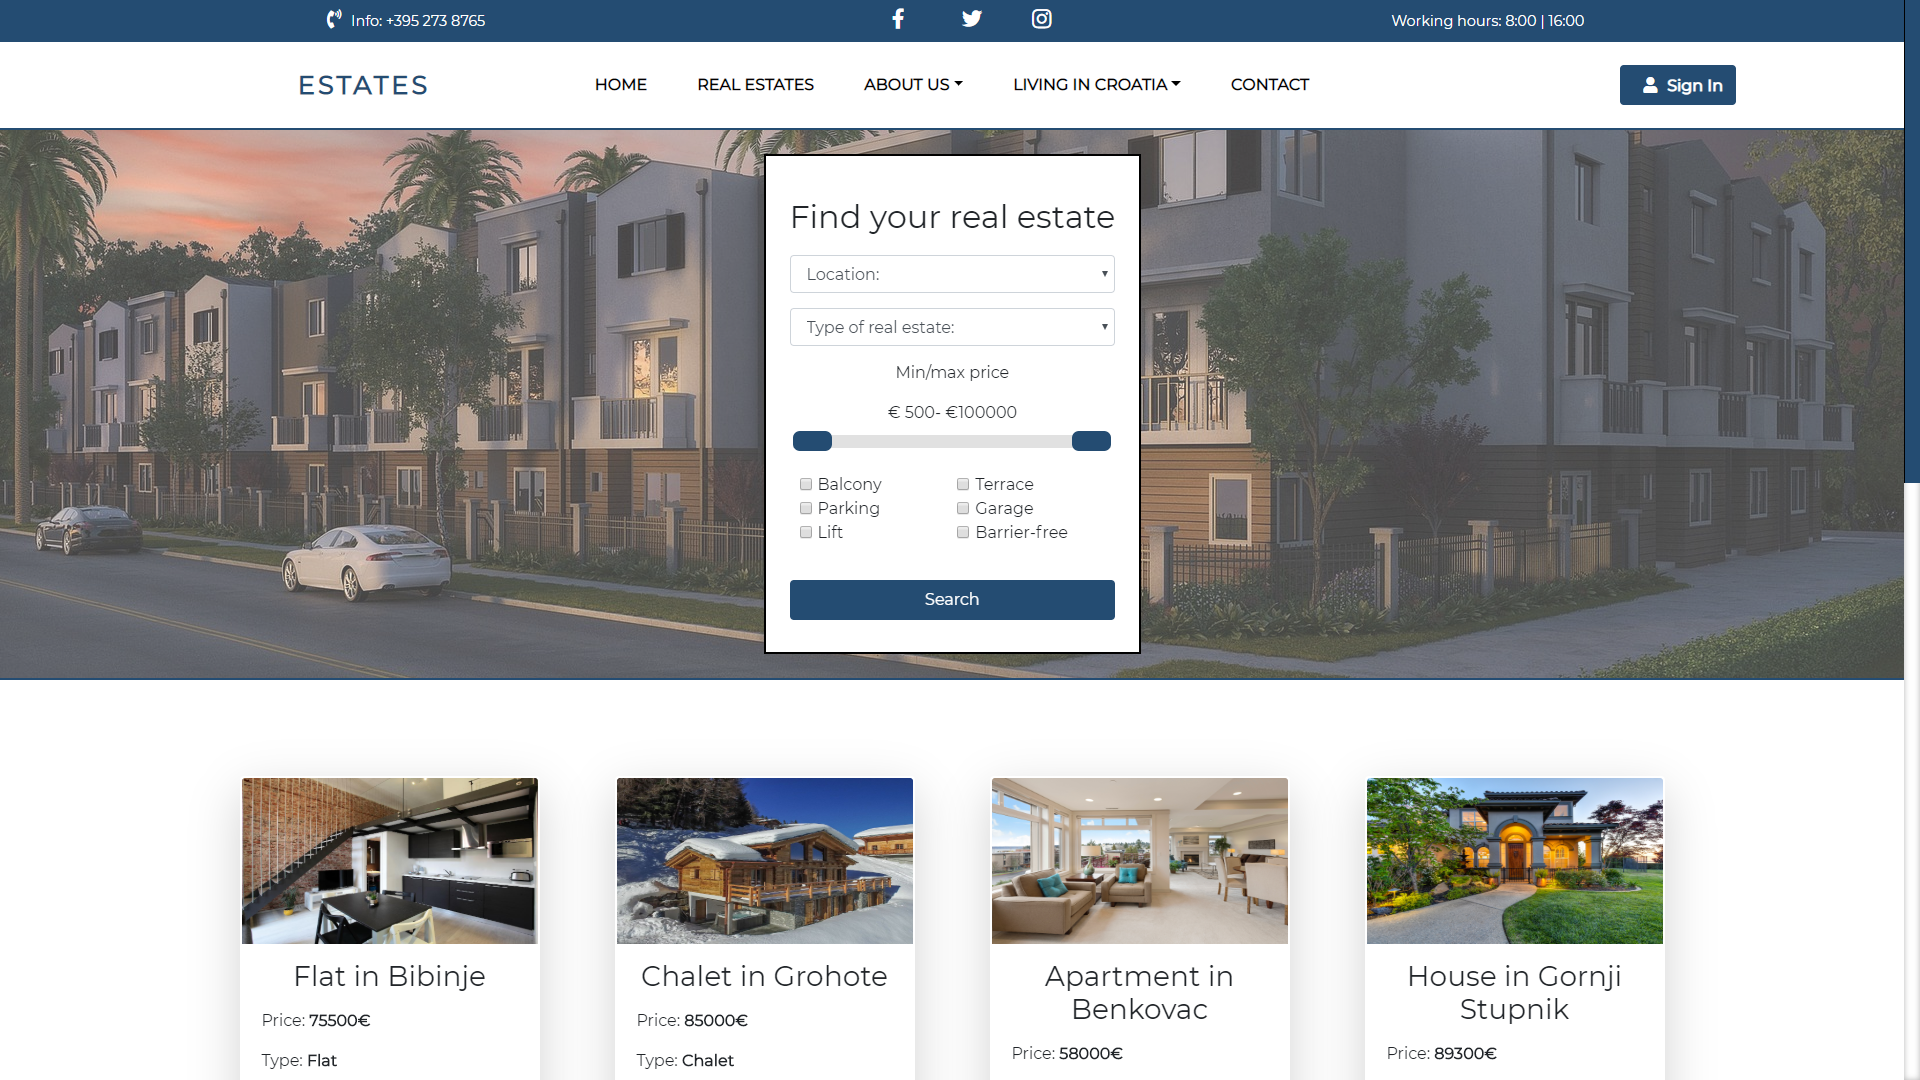 Info: +395 273 8765
Working hours: 8:00 | 16:00
ESTATES
HOME
REAL ESTATES
ABOUT US
LIVING IN CROATIA
CONTACT
Sign In
Find your real estate
Location:
Type of real estate:
Min/max price
€ 500- €100000
Balcony
Terrace
Parking
Garage
Lift
Barrier-free
Search
Flat in Bibinje
Price: 75500€
Type: Flat
Chalet in Grohote
Price: 85000€
Type: Chalet
Apartment in
Benkovac
Price: 58000€
House in Gornji
Stupnik
Price: 89300€